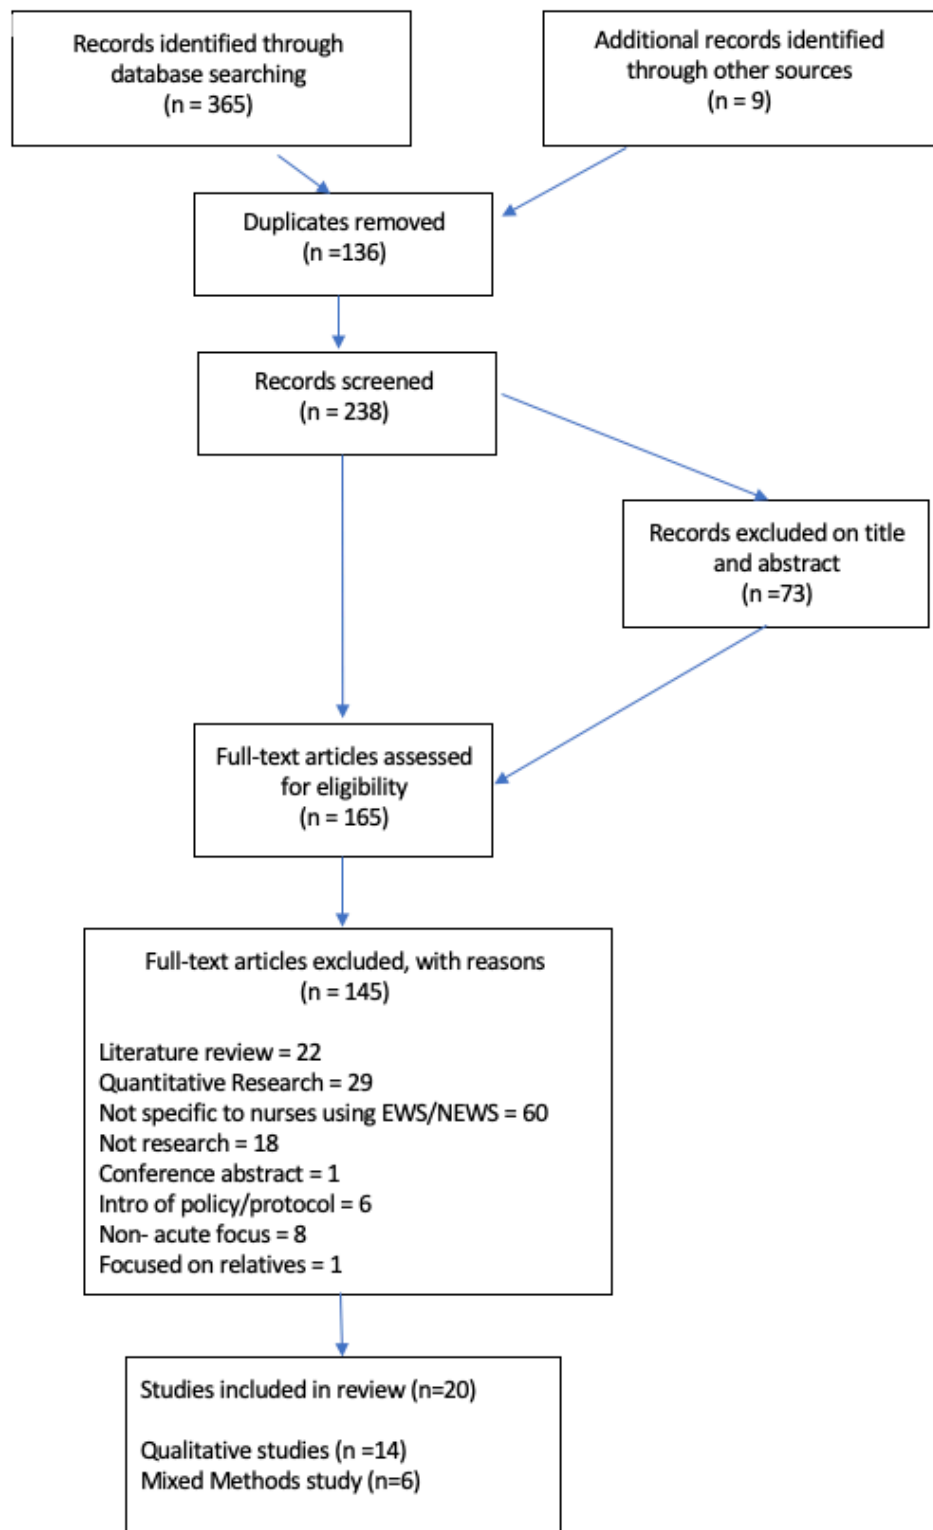 Records identified through
database searching
(n = 365)
Additional records identified
through other sources
(n = 9)
Duplicates removed
(n =136)
Records screened
(n = 238)
Records excluded on title
and abstract
(n =73)
Full-text articles assessed
for eligibility
(n = 165)
Full-text articles excluded, with reasons
(n = 145)
Literature review = 22
Quantitative Research = 29
Not specific to nurses using EWS/NEWS = 60
Not research = 18
Conference abstract = 1
Intro of policy/protocol = 6
Non- acute focus = 8
Focused on relatives = 1
Studies included in review (n=20)
Qualitative studies (n =14)
Mixed Methods study (n=6)